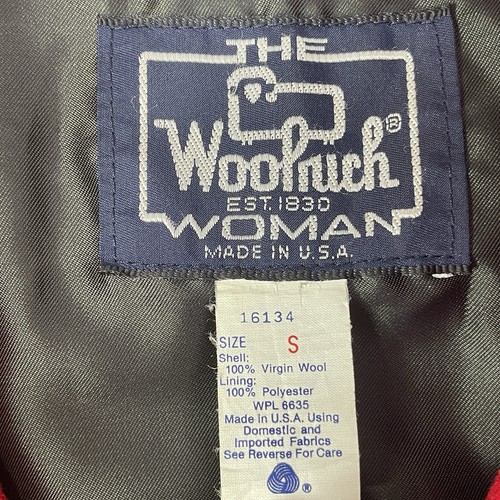 THE
Woolrich®
EST. 1830
WOMAN
MADE IN U.S.A.
16134
SIZE S
Shell:
100% Virgin Wool
Lining:
100% Polyester
WPL 6635
Made in U.S.A. Using
Domestic and
Imported Fabrics
See Reverse For Care
®